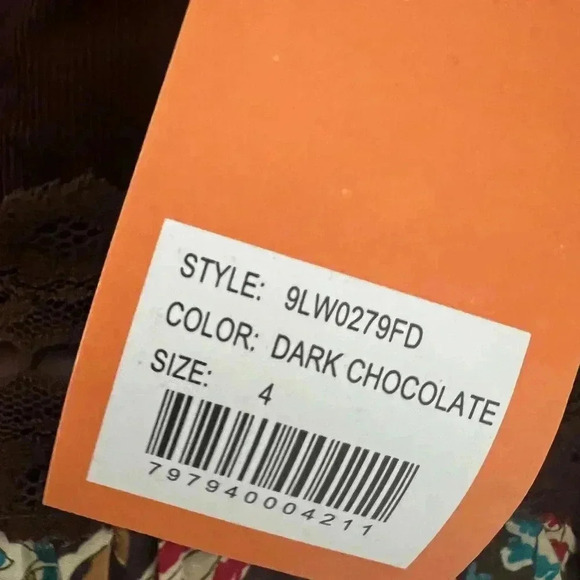 STYLE: 9LW0279FD
COLOR: DARK CHOCOLATE
SIZE: 4
797940004211